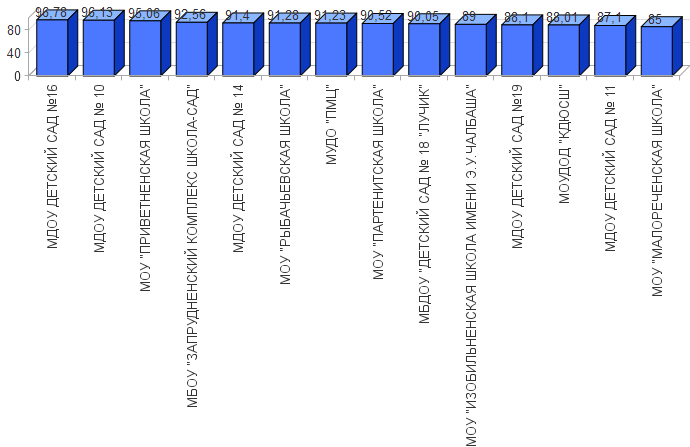 96,78 96,13 95,06 92,56 91,4 91,28 91,23 90,52 90,05 89 88,1 88,01 87,1 85
80
40
0
МДОУ ДЕТСКИЙ САД №16
МДОУ ДЕТСКИЙ САД № 10
МОУ "ПРИВЕТНЕНСКАЯ ШКОЛА"
МБОУ "ЗАПРУДНЕНСКИЙ КОМПЛЕКС ШКОЛА-САД"
МДОУ ДЕТСКИЙ САД № 14
МОУ "РЫБАЧЬЕВСКАЯ ШКОЛА"
МУДО "ПМЦ"
МОУ "ПАРТЕНИТСКАЯ ШКОЛА"
МБДОУ "ДЕТСКИЙ САД № 18 "ЛУЧИК"
МОУ "ИЗОБИЛЬНЕНСКАЯ ШКОЛА ИМЕНИ Э.У.ЧАЛБАША"
МДОУ ДЕТСКИЙ САД №19
МОУДОД "КДЮСШ"
МДОУ ДЕТСКИЙ САД № 11
МОУ "МАЛОРЕЧЕНСКАЯ ШКОЛА"